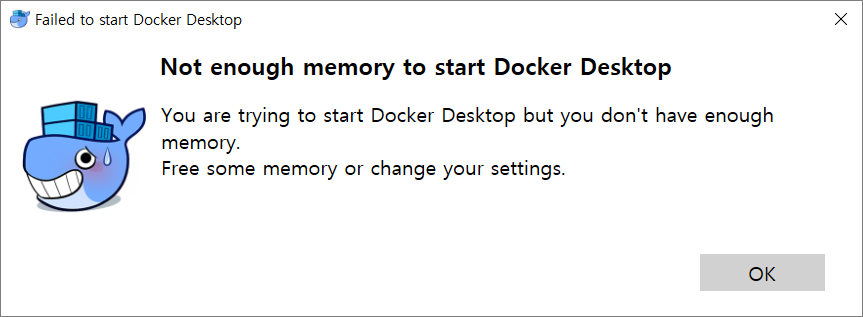 Failed to start Docker Desktop
Not enough memory to start Docker Desktop
You are trying to start Docker Desktop but you don't have enough
memory.
Free some memory or change your settings.
OK